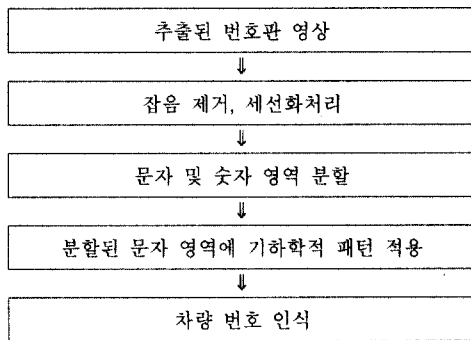 추출된 번호판 영상
⇓
잡음 제거, 세선화처리
⇓
문자 및 숫자 영역 분할
⇓
분할된 문자 영역에 기하학적 패턴 적용
⇓
차량 번호 인식